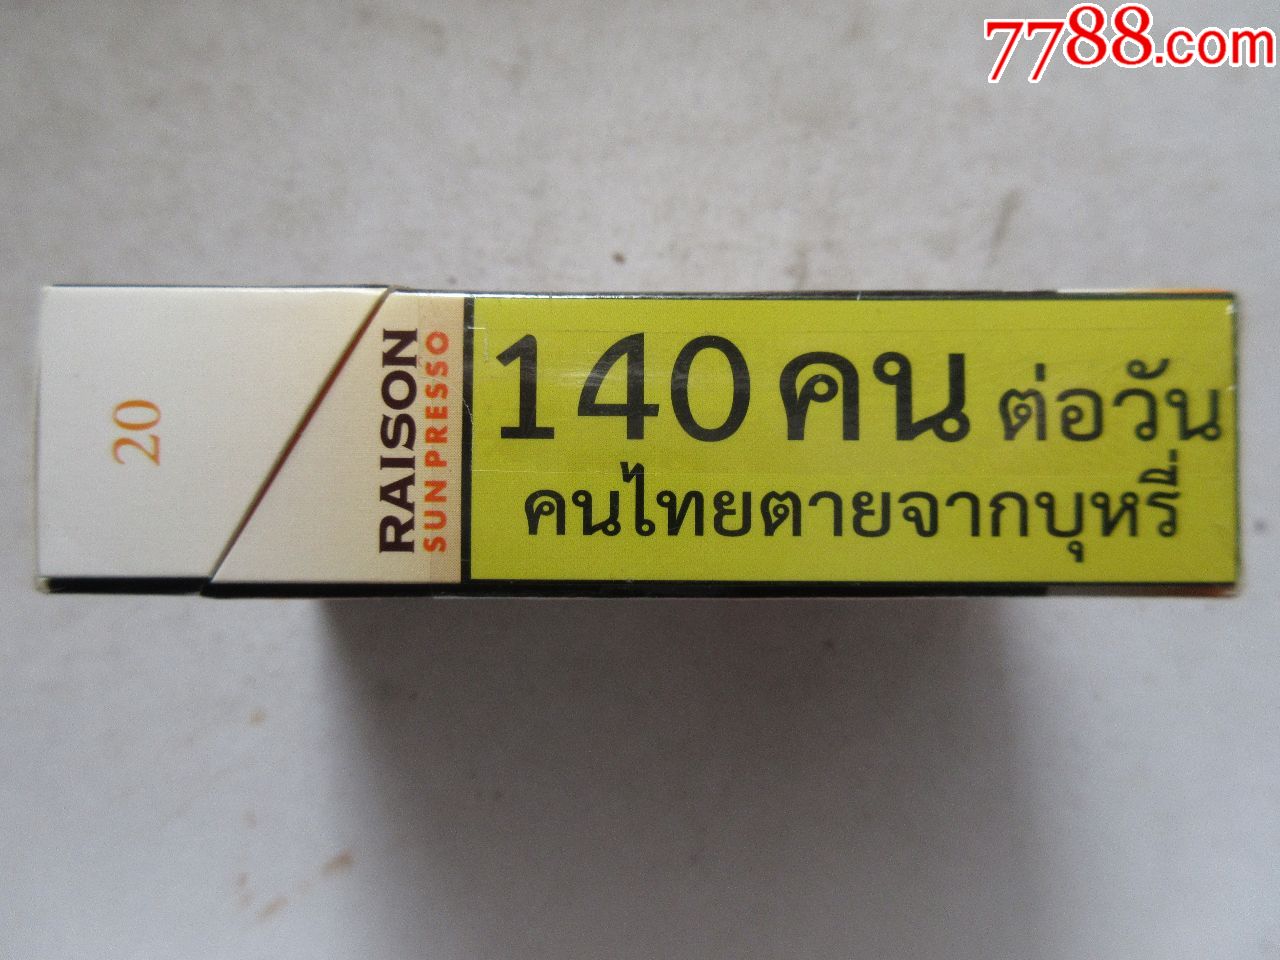 7788.com
20
RAISON
SUN PRESSO
140 คน ต่อวัน
คนไทยตายจากบุหรี่